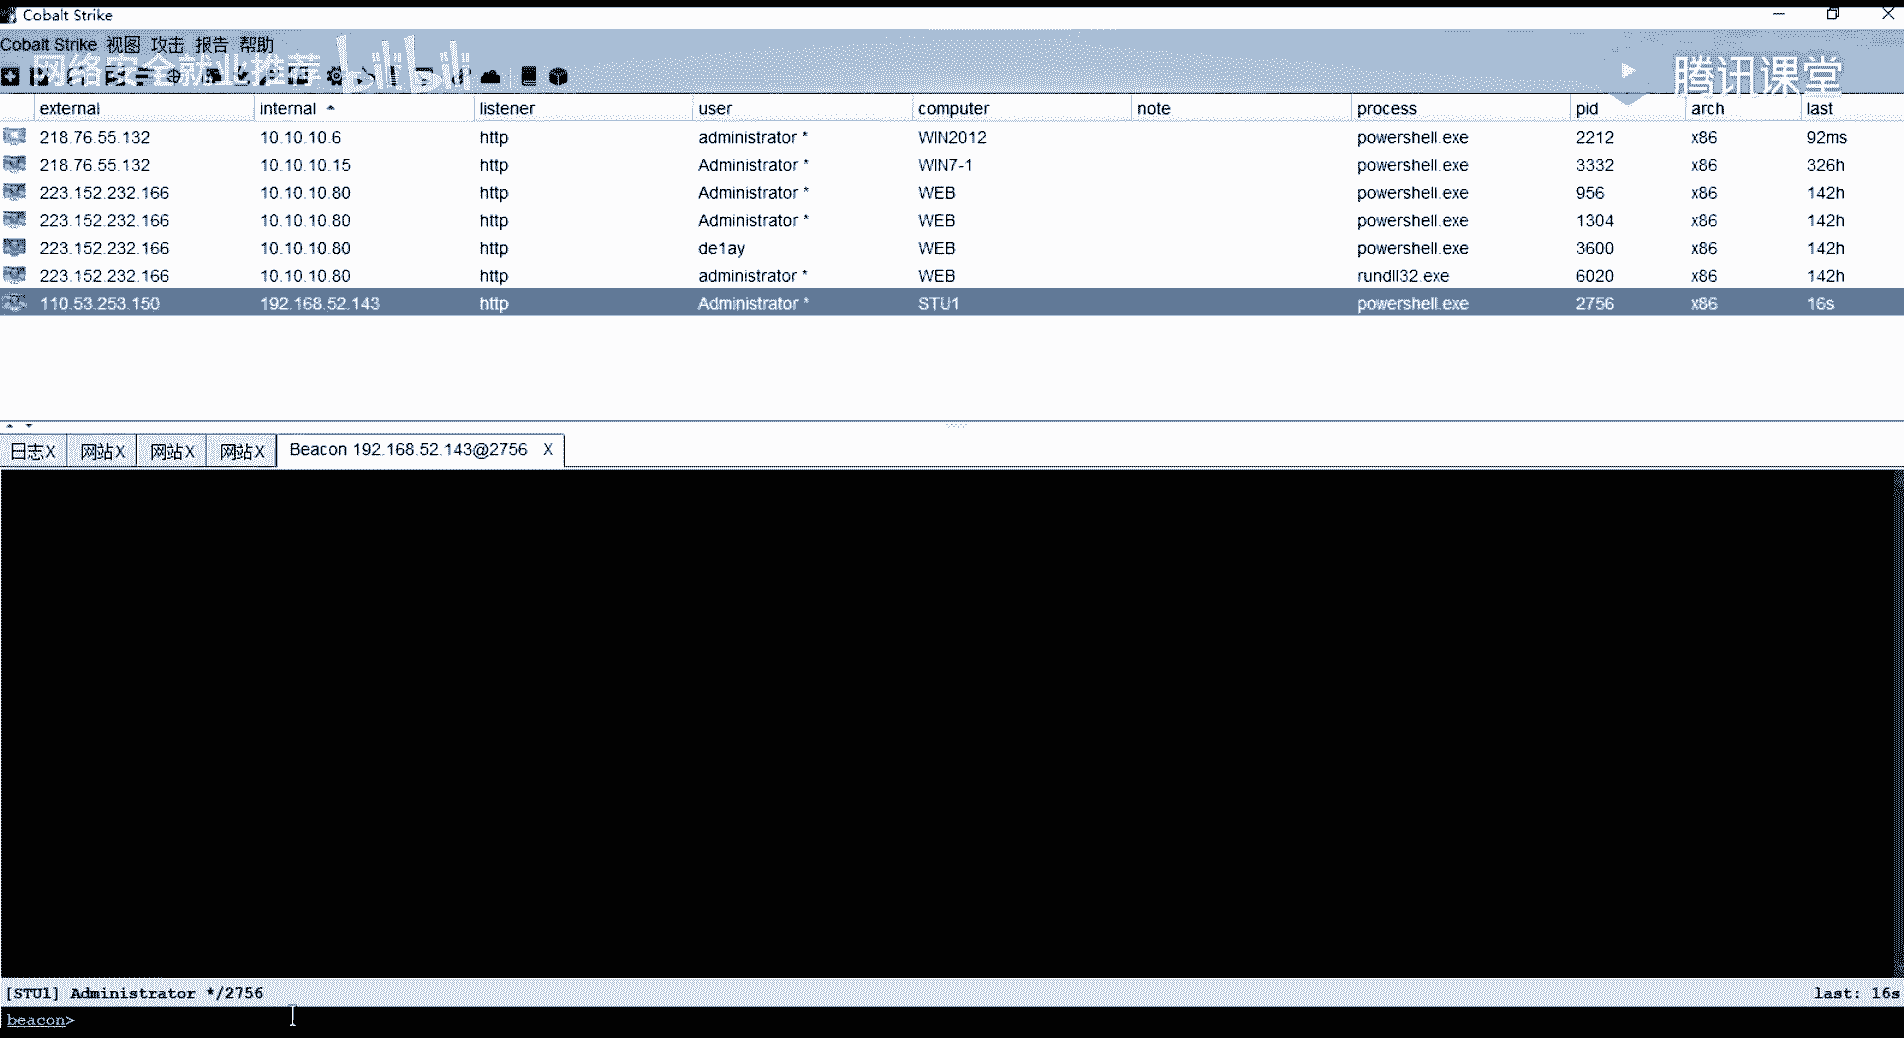 Cobalt Strike
Cobalt Strike 视图 攻击 报告 帮助
网络安全就业推荐 bilibili
腾讯课堂
external internal listener user computer note process pid arch last
218.76.55.132 10.10.10.6 http administrator * WIN2012 powershell.exe 2212 x86 92ms
218.76.55.132 10.10.10.15 http Administrator * WIN7-1 powershell.exe 3332 x86 326h
223.152.232.166 10.10.10.80 http Administrator * WEB powershell.exe 956 x86 142h
223.152.232.166 10.10.10.80 http Administrator * WEB powershell.exe 1304 x86 142h
223.152.232.166 10.10.10.80 http de1ay WEB powershell.exe 3600 x86 142h
223.152.232.166 10.10.10.80 http administrator * WEB rundll32.exe 6020 x86 142h
110.53.253.150 192.168.52.143 http Administrator * STU1 powershell.exe 2756 x86 16s
日志X 网站X 网站X 网站X Beacon 192.168.52.143@2756 X
[STU1] Administrator */2756 last: 16s
beacon>